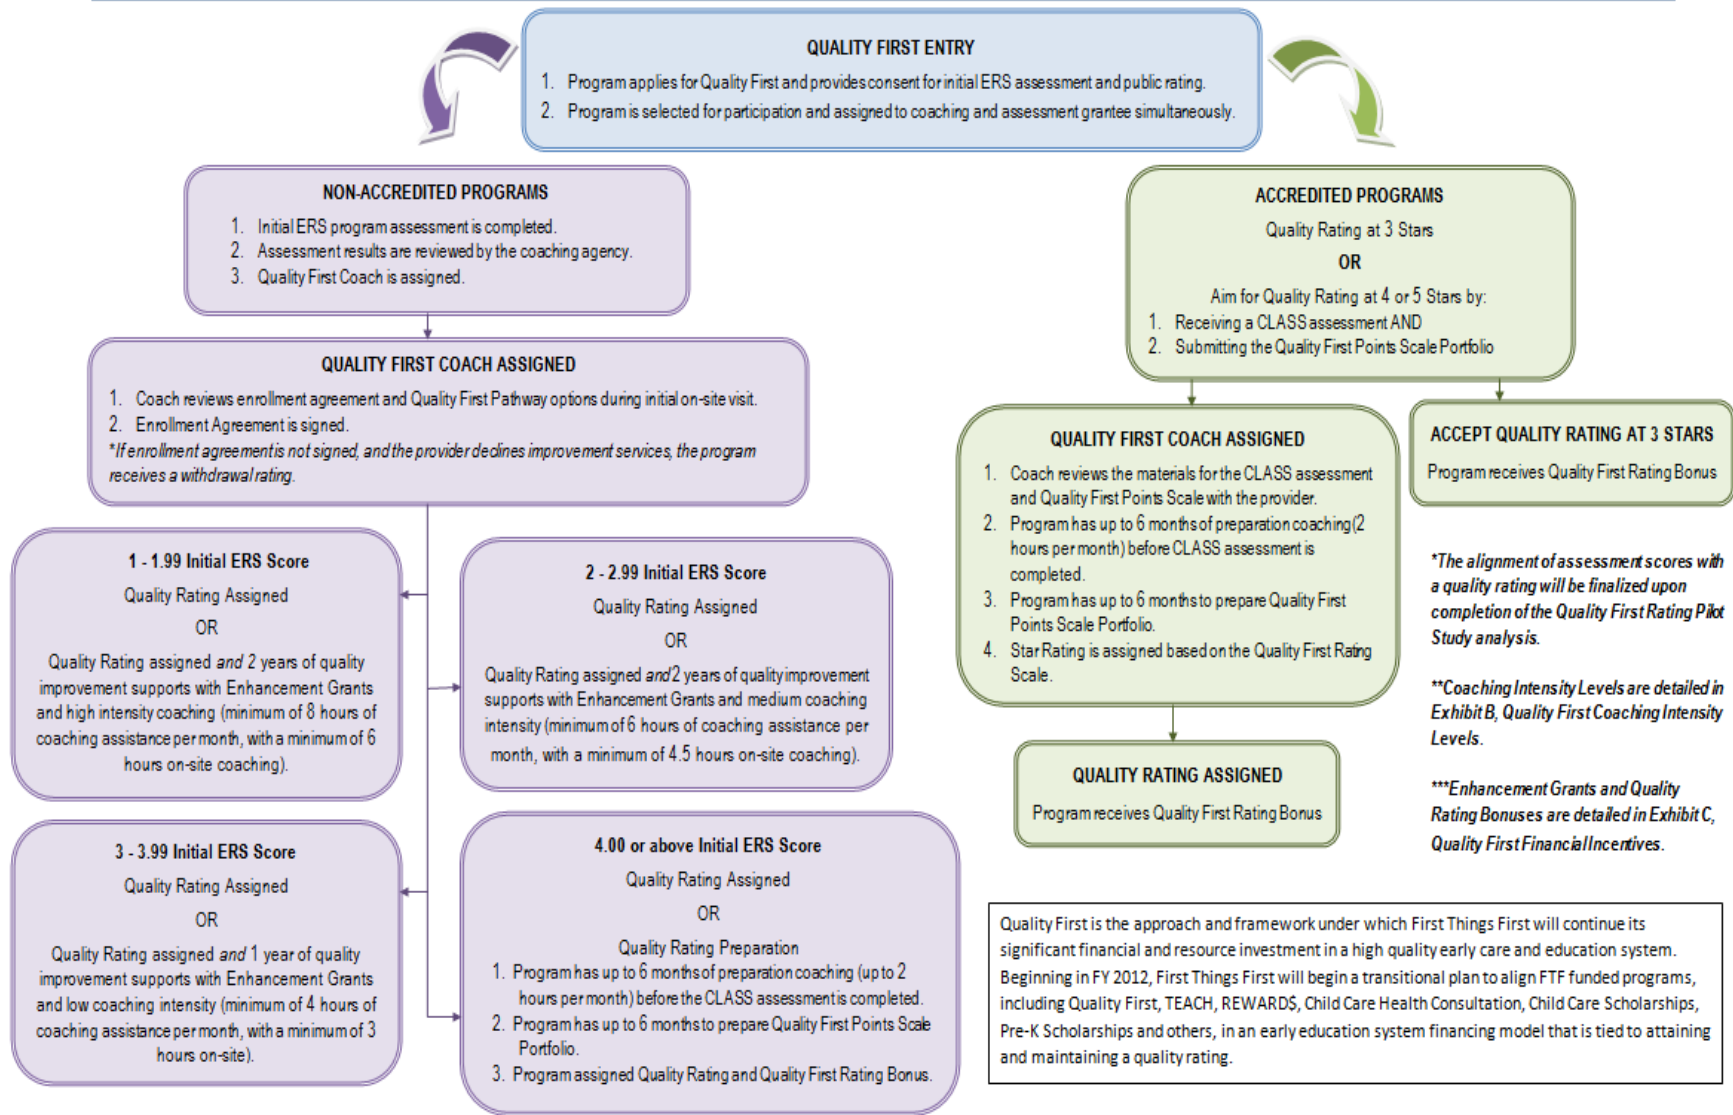 QUALITY FIRST ENTRY
1. Program applies for Quality First and provides consent for initial ERS assessment and public rating.
2. Program is selected for participation and assigned to coaching and assessment grantee simultaneously.
NON-ACCREDITED PROGRAMS
1. Initial ERS program assessment is completed.
2. Assessment results are reviewed by the coaching agency.
3. Quality First Coach is assigned.
QUALITY FIRST COACH ASSIGNED
1. Coach reviews enrollment agreement and Quality First Pathway options during initial on-site visit.
2. Enrollment Agreement is signed.
*If enrollment agreement is not signed, and the provider declines improvement services, the program
receives a withdrawal rating.
1 - 1.99 Initial ERS Score
Quality Rating Assigned
OR
Quality Rating assigned and 2 years of quality
improvement supports with Enhancement Grants
and high intensity coaching (minimum of 8 hours of
coaching assistance per month, with a minimum of 6
hours on-site coaching).
2 - 2.99 Initial ERS Score
Quality Rating Assigned
OR
Quality Rating assigned and 2 years of quality improvement
supports with Enhancement Grants and medium coaching
intensity (minimum of 6 hours of coaching assistance per
month, with a minimum of 4.5 hours on-site coaching).
3 - 3.99 Initial ERS Score
Quality Rating Assigned
OR
Quality Rating assigned and 1 year of quality
improvement supports with Enhancement Grants
and low coaching intensity (minimum of 4 hours of
coaching assistance per month, with a minimum of 3
hours on-site).
4.00 or above Initial ERS Score
Quality Rating Assigned
OR
Quality Rating Preparation
1. Program has up to 6 months of preparation coaching (up to 2
hours per month) before the CLASS assessment is completed.
2. Program has up to 6 months to prepare Quality First Points Scale
Portfolio.
3. Program assigned Quality Rating and Quality First Rating Bonus.
ACCREDITED PROGRAMS
Quality Rating at 3 Stars
OR
Aim for Quality Rating at 4 or 5 Stars by:
1. Receiving a CLASS assessment AND
2. Submitting the Quality First Points Scale Portfolio
QUALITY FIRST COACH ASSIGNED
1. Coach reviews the materials for the CLASS assessment
and Quality First Points Scale with the provider.
2. Program has up to 6 months of preparation coaching (2
hours per month) before CLASS assessment is
completed.
3. Program has up to 6 months to prepare Quality First
Points Scale Portfolio.
4. Star Rating is assigned based on the Quality First Rating
Scale.
QUALITY RATING ASSIGNED
Program receives Quality First Rating Bonus
ACCEPT QUALITY RATING AT 3 STARS
Program receives Quality First Rating Bonus
*The alignment of assessment scores with
a quality rating will be finalized upon
completion of the Quality First Rating Pilot
Study analysis.
**Coaching Intensity Levels are detailed in
Exhibit B, Quality First Coaching Intensity
Levels.
***Enhancement Grants and Quality
Rating Bonuses are detailed in Exhibit C,
Quality First Financial Incentives.
Quality First is the approach and framework under which First Things First will continue its
significant financial and resource investment in a high quality early care and education system.
Beginning in FY 2012, First Things First will begin a transitional plan to align FTF funded programs,
including Quality First, TEACH, REWARD$, Child Care Health Consultation, Child Care Scholarships,
Pre-K Scholarships and others, in an early education system financing model that is tied to attaining
and maintaining a quality rating.